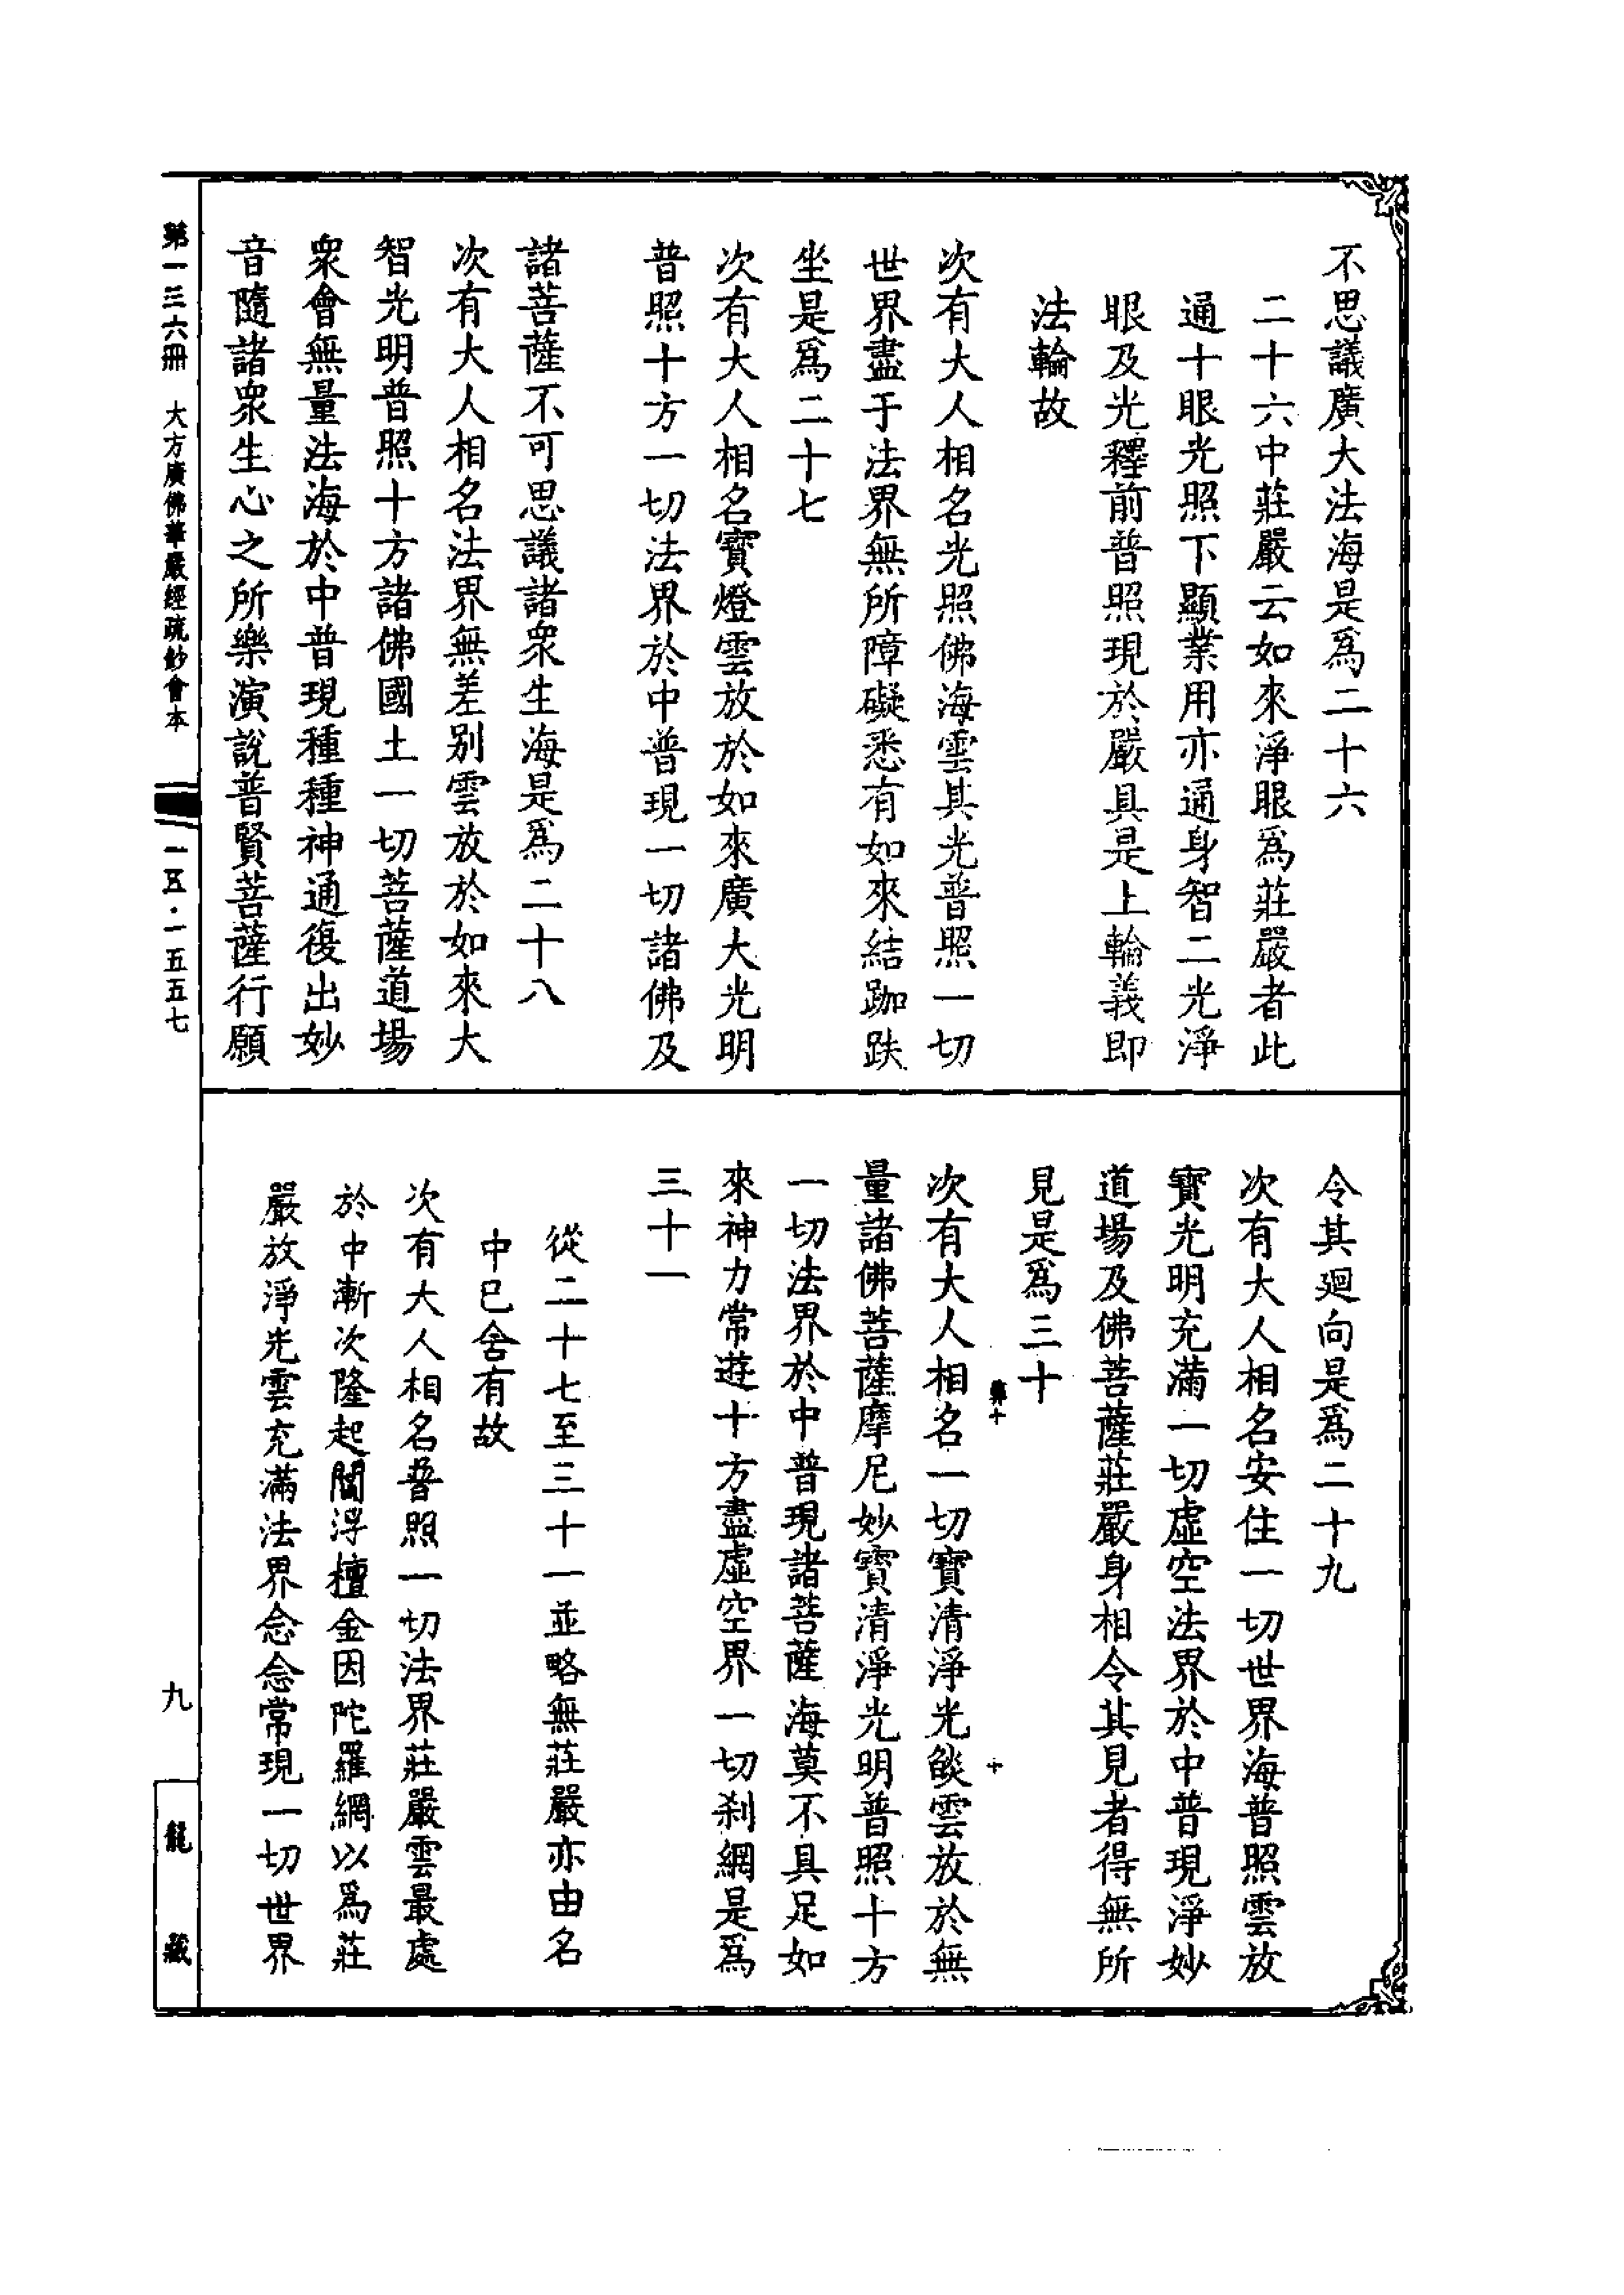 不思議廣大法海是爲二十六
二十六中莊嚴云如來淨眼爲莊嚴者此
通十眼光照下顯業用亦通身智二光淨
眼及光釋前普照現於嚴具是上輪義即
法輪故
次有大人相名光照佛海雲其光普照一切
世界盡于法界無所障礙悉有如來結跏趺
坐是爲二十七
次有大人相名寶燈雲放於如來廣大光明
普照十方一切法界於中普現一切諸佛及
諸菩薩不可思議諸衆生海是爲二十八
次有大人相名法界無差別雲放於如來大
智光明普照十方諸佛國土一切菩薩道場
衆會無量法海於中普現種種神通復出妙
音隨諸衆生心之所樂演說普賢菩薩行願
令其廻向是爲二十九
次有大人相名安住一切世界海普照雲放
寶光明充滿一切虛空法界於中普現淨妙
道場及佛菩薩莊嚴身相令其見者得無所
見是爲三十
十
次有大人相名一切寶清淨光燄雲放於無
量諸佛菩薩摩尼妙寶清淨光明普照十方
一切法界於中普現諸菩薩海莫不具足如
來神力常遊十方盡虛空界一切刹網是爲
三十一
從二十七至三十一並略無莊嚴亦由名
中已含有故
次有大人相名普照一切法界莊嚴雲最處
於中漸次隆起閻浮檀金因陀羅網以爲莊
嚴放淨光雲充滿法界念念常現一切世界
第一三六冊 大方廣佛華嚴經疏鈔會本
一五·一五五七
九
龍藏